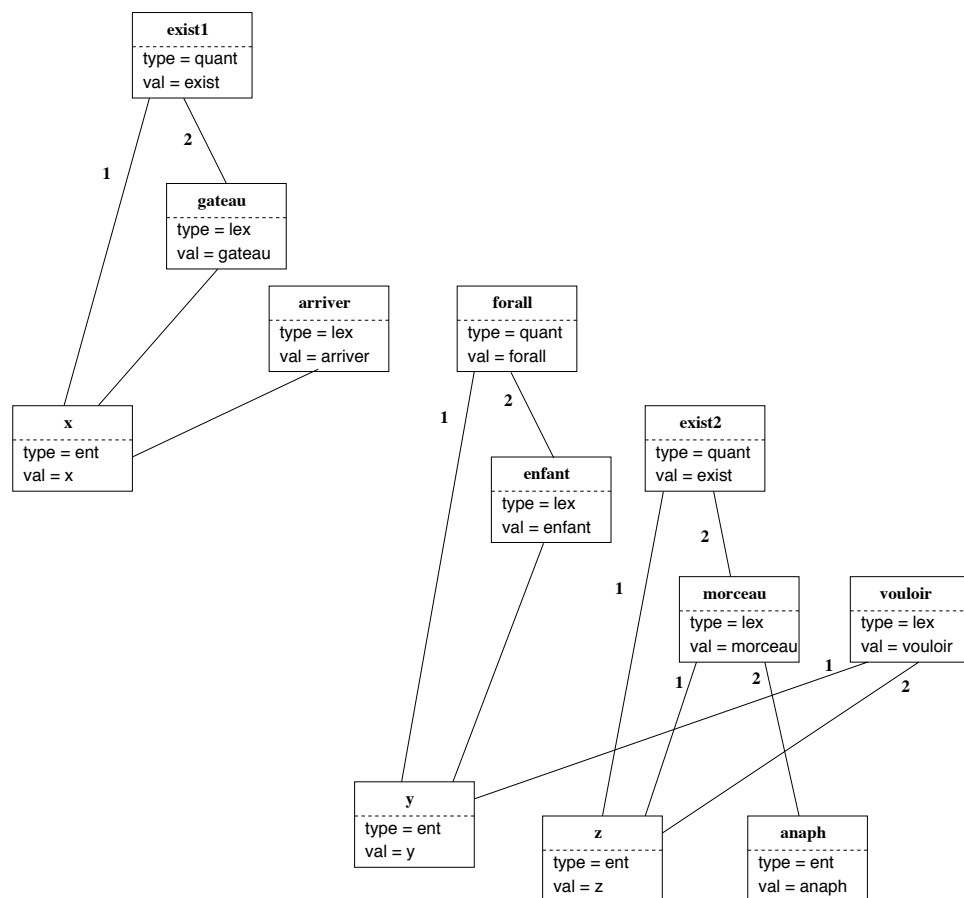 exist1
type = quant
val = exist
1
2
gateau
type = lex
val = gateau
arriver
type = lex
val = arriver
x
type = ent
val = x
forall
type = quant
val = forall
1
2
enfant
type = lex
val = enfant
exist2
type = quant
val = exist
1
2
morceau
type = lex
val = morceau
vouloir
type = lex
val = vouloir
1
2
1
2
y
type = ent
val = y
z
type = ent
val = z
anaph
type = ent
val = anaph